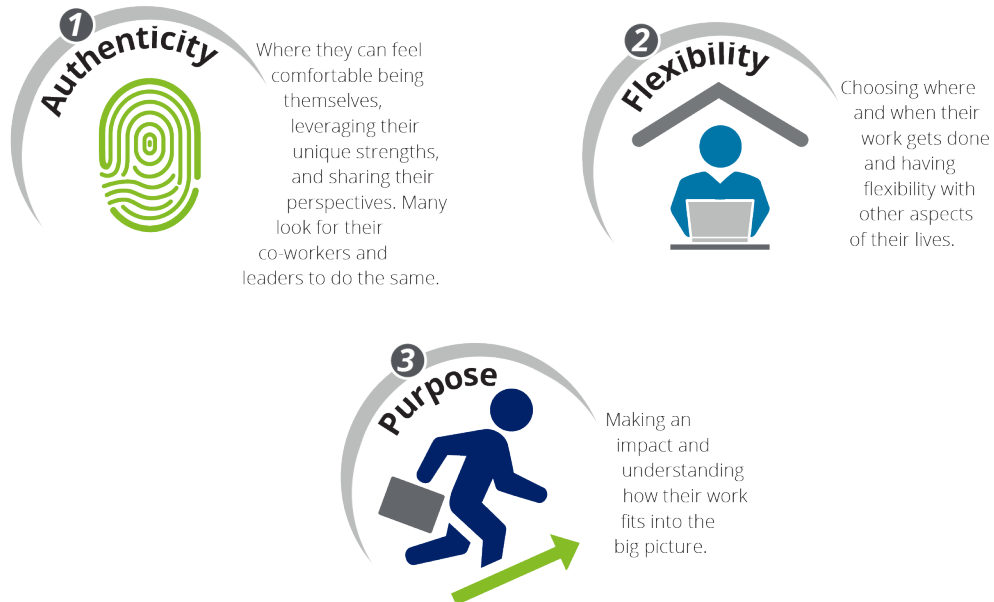 1
Authenticity
Where they can feel
comfortable being
themselves,
leveraging their
unique strengths,
and sharing their
perspectives. Many
look for their
co-workers and
leaders to do the same.
2
Flexibility
Choosing where
and when their
work gets done
and having
flexibility with
other aspects
of their lives.
3
Purpose
Making an
impact and
understanding
how their work
fits into the
big picture.